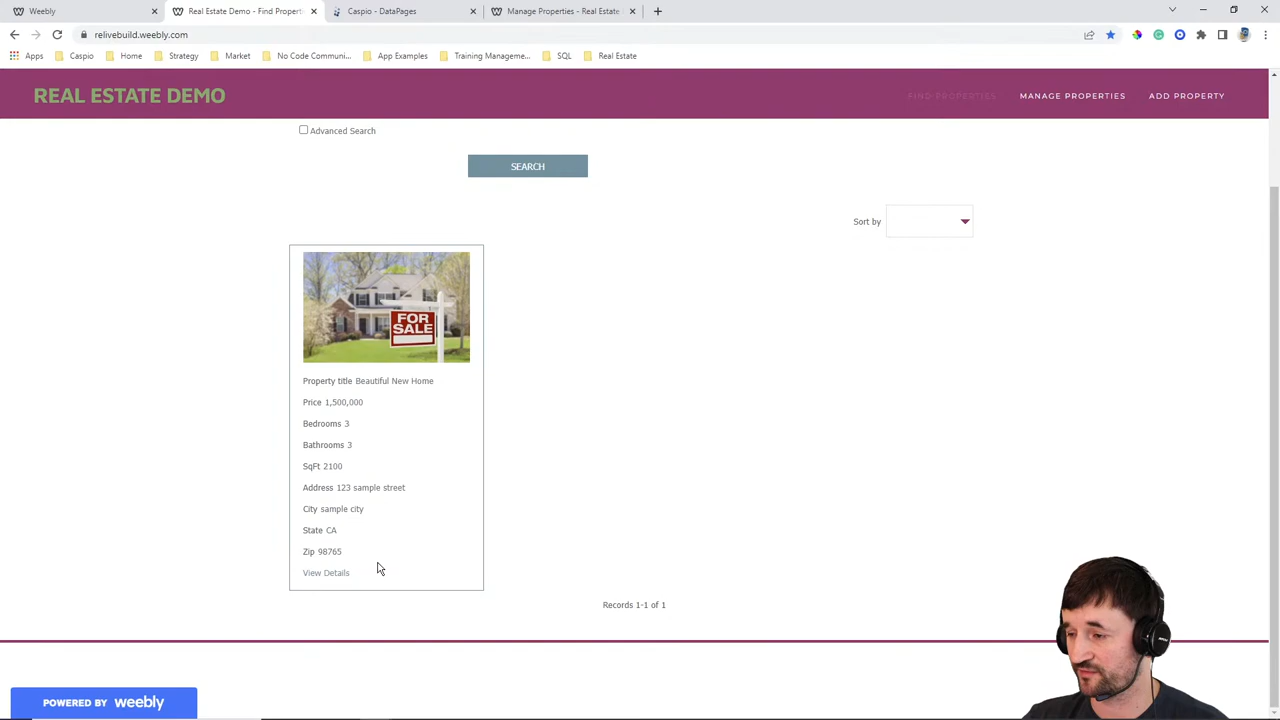 Weebly
Real Estate Demo - Find Propert
Caspio - DataPages
Manage Properties - Real Estate
relivebuild.weebly.com
Apps
Caspio
Home
Strategy
Market
No Code Communi...
App Examples
Training Manageme...
SQL
Real Estate
REAL ESTATE DEMO
FIND PROPERTIES
MANAGE PROPERTIES
ADD PROPERTY
Advanced Search
SEARCH
Sort by
FOR
SALE
Property title Beautiful New Home
Price 1,500,000
Bedrooms 3
Bathrooms 3
SqFt 2100
Address 123 sample street
City sample city
State CA
Zip 98765
View Details
Records 1-1 of 1
POWERED BY weebly